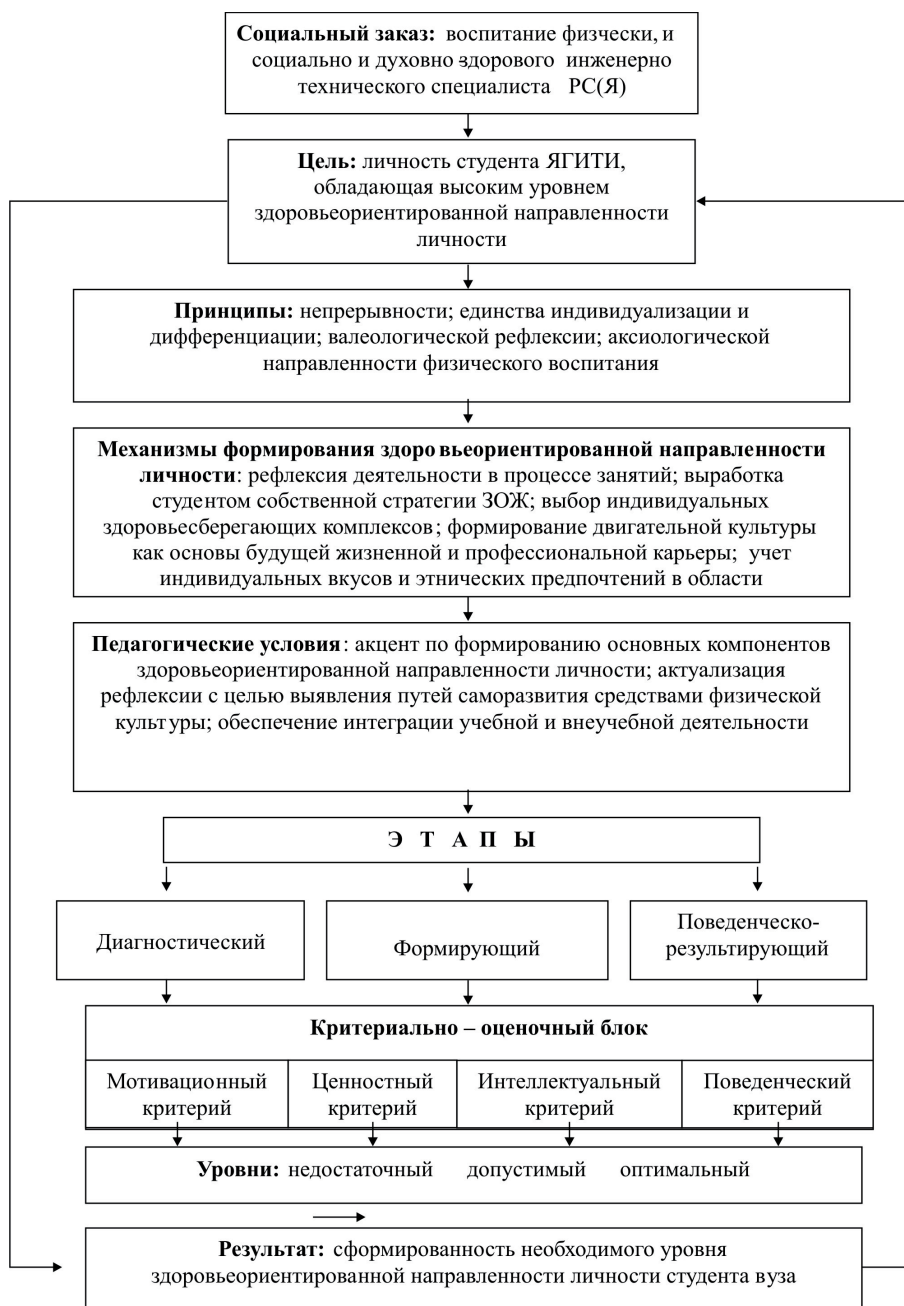 Социальный заказ: воспитание физчески, и
социально и духовно здорового инженерно
технического специалиста РС(Я)
Цель: личность студента ЯГИТИ,
обладающая высоким уровнем
здоровьеориентированной направленности
личности
Принципы: непрерывности; единства индивидуализации и
дифференциации; валеологической рефлексии; аксиологической
направленности физического воспитания
Механизмы формирования здоро вьеориентированной направленности
личности: рефлексия деятельности в процессе занятий; выработка
студентом собственной стратегии ЗОЖ; выбор индивидуальных
здоровьесберегающих комплексов; формирование двигательной культуры
как основы будущей жизненной и профессиональной карьеры; учет
индивидуальных вкусов и этнических предпочтений в области
Педагогические условия: акцент по формированию основных компонентов
здоровьеориентированной направленности личности; актуализация
рефлексии с целью выявления путей саморазвития средствами физической
культуры; обеспечение интеграции учебной и внеучебной деятельности
Э Т А П Ы
Диагностический
Формирующий
Поведенческо-
результирующий
Критериально – оценочный блок
Мотивационный
критерий
Ценностный
критерий
Интеллектуальный
критерий
Поведенческий
критерий
Уровни: недостаточный допустимый оптимальный
Результат: сформированность необходимого уровня
здоровьеориентированной направленности личности студента вуза